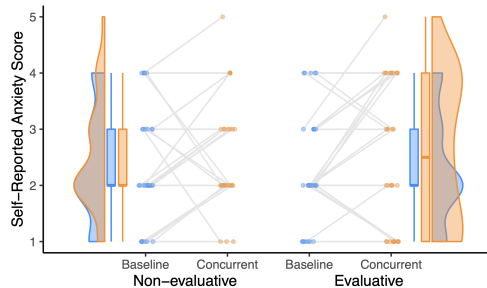 Self-Reported Anxiety Score
5
4
3
2
1
Baseline Concurrent Baseline Concurrent
Non-evaluative Evaluative